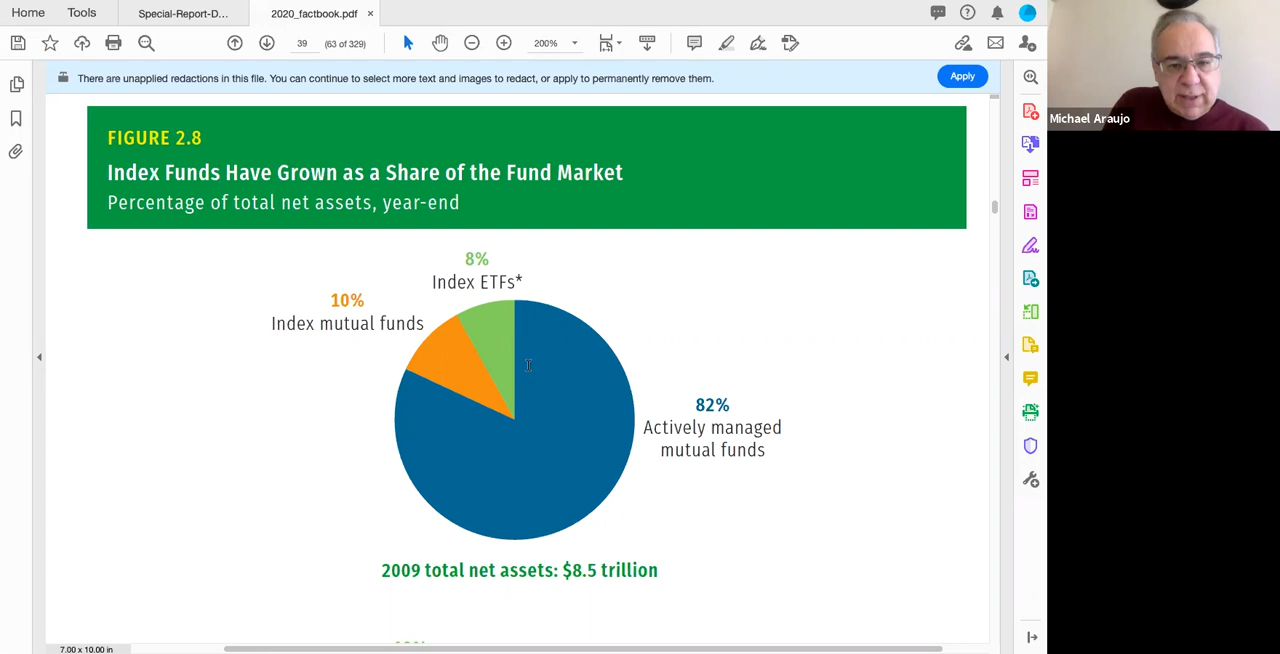 Home
Tools
Special-Report-D...
2020_factbook.pdf
×
39
(63 of 329)
200%
There are unapplied redactions in this file. You can continue to select more text and images to redact, or apply to permanently remove them.
Apply
Michael Araujo
FIGURE 2.8
Index Funds Have Grown as a Share of the Fund Market
Percentage of total net assets, year-end
8%
Index ETFs*
10%
Index mutual funds
82%
Actively managed
mutual funds
2009 total net assets: $8.5 trillion
7.00 x 10.00 in